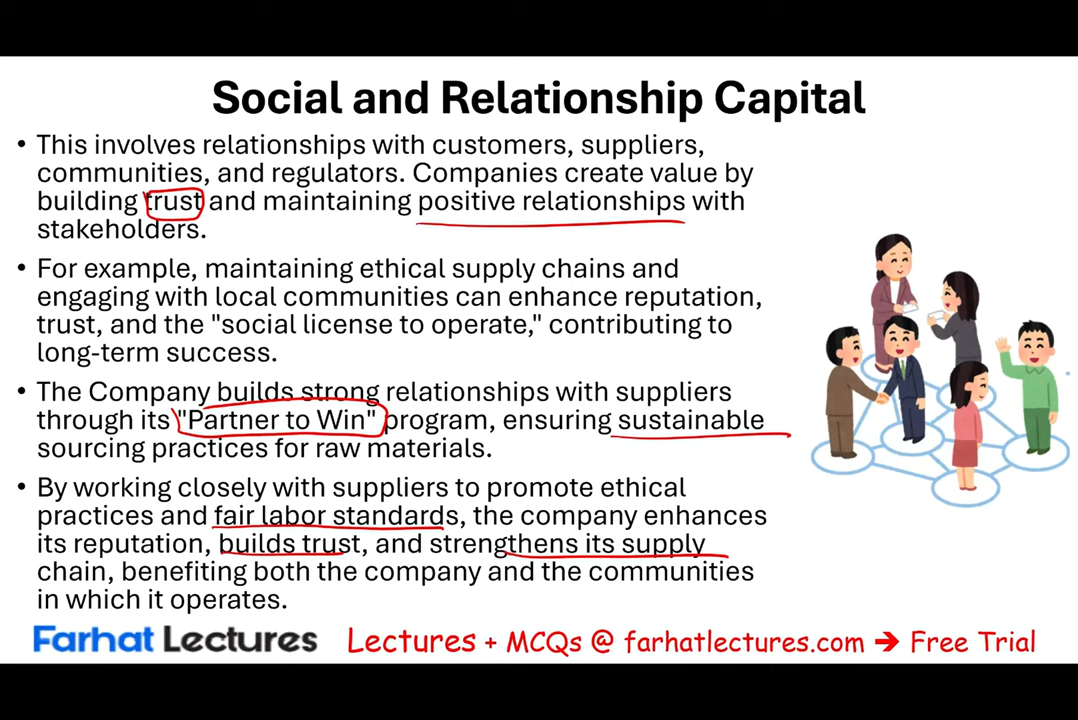 Social and Relationship Capital
• This involves relationships with customers, suppliers,
communities, and regulators. Companies create value by
building trust and maintaining positive relationships with
stakeholders.
• For example, maintaining ethical supply chains and
engaging with local communities can enhance reputation,
trust, and the "social license to operate," contributing to
long-term success.
• The Company builds strong relationships with suppliers
through its "Partner to Win" program, ensuring sustainable
sourcing practices for raw materials.
• By working closely with suppliers to promote ethical
practices and fair labor standards, the company enhances
its reputation, builds trust, and strengthens its supply
chain, benefiting both the company and the communities
in which it operates.
Farhat Lectures Lectures + MCQs @ farhatlectures.com → Free Trial